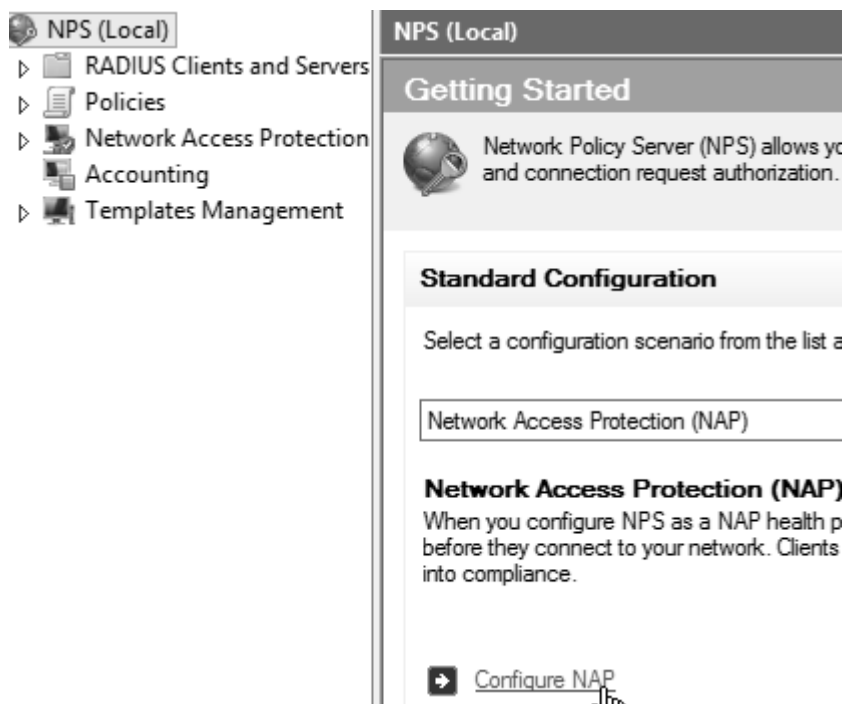 NPS (Local)
RADIUS Clients and Servers
Policies
Network Access Protection
Accounting
Templates Management
NPS (Local)
Getting Started
Network Policy Server (NPS) allows yo
and connection request authorization.
Standard Configuration
Select a configuration scenario from the list a
Network Access Protection (NAP)
Network Access Protection (NAP)
When you configure NPS as a NAP health p
before they connect to your network. Clients
into compliance.
Configure NAP